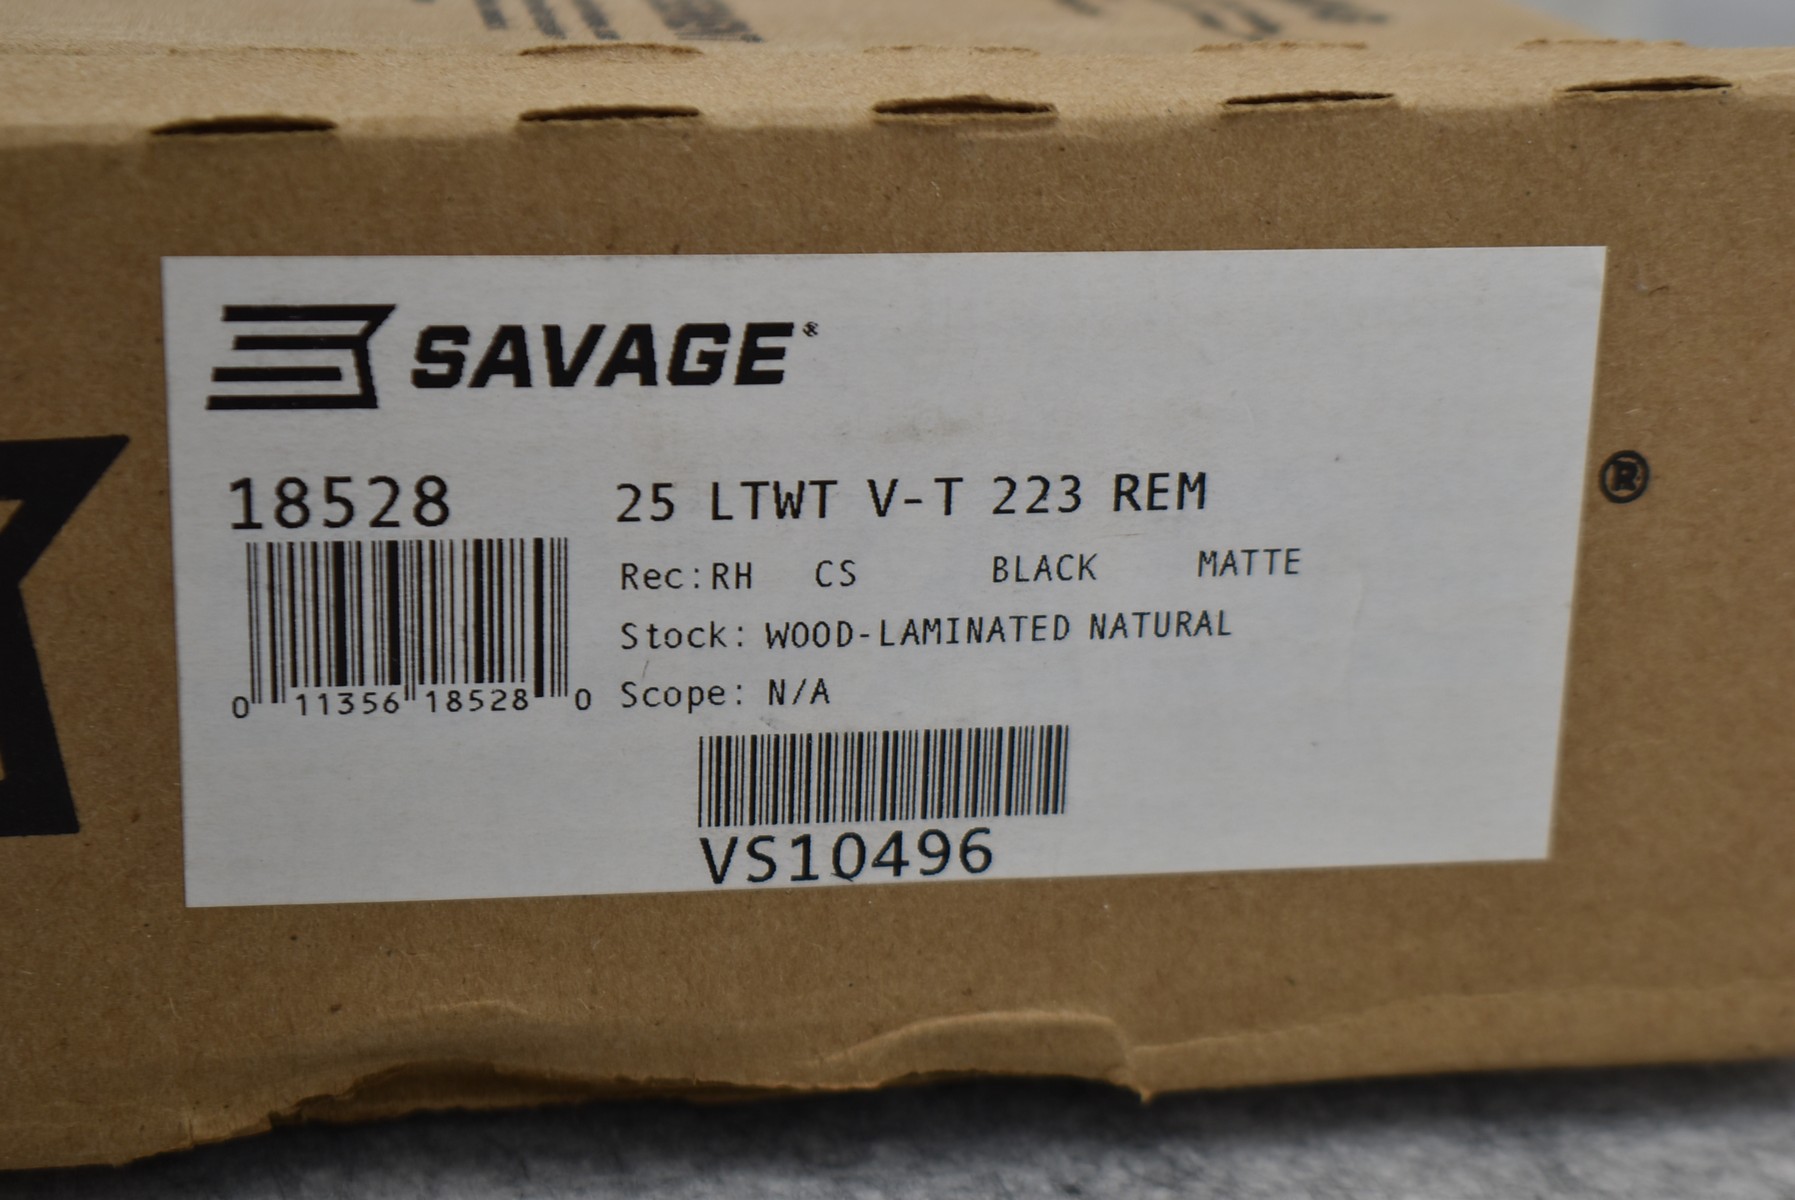 SAVAGE®
18528
25 LTWT V-T 223 REM
Rec:RH CS BLACK MATTE
Stock: WOOD-LAMINATED NATURAL
Scope: N/A
0 11356 18528 0
VS10496
®